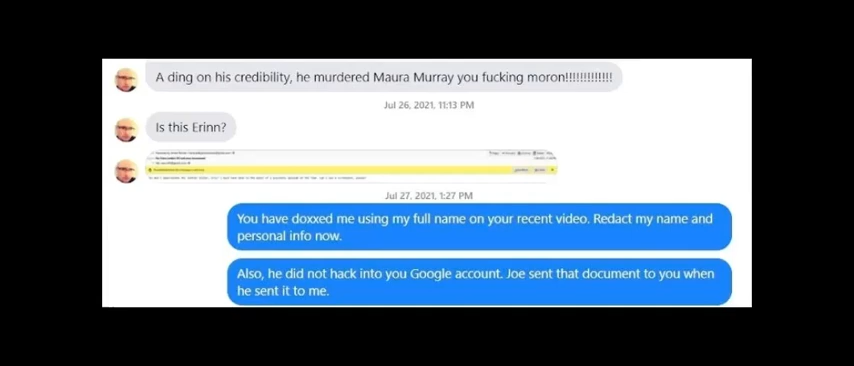 A ding on his credibility, he murdered Maura Murray you fucking moron!!!!!!!!!!!!!
Jul 26, 2021, 11:13 PM
Is this Erinn?
Jul 27, 2021, 1:27 PM
You have doxxed me using my full name on your recent video. Redact my name and
personal info now.
Also, he did not hack into you Google account. Joe sent that document to you when
he sent it to me.